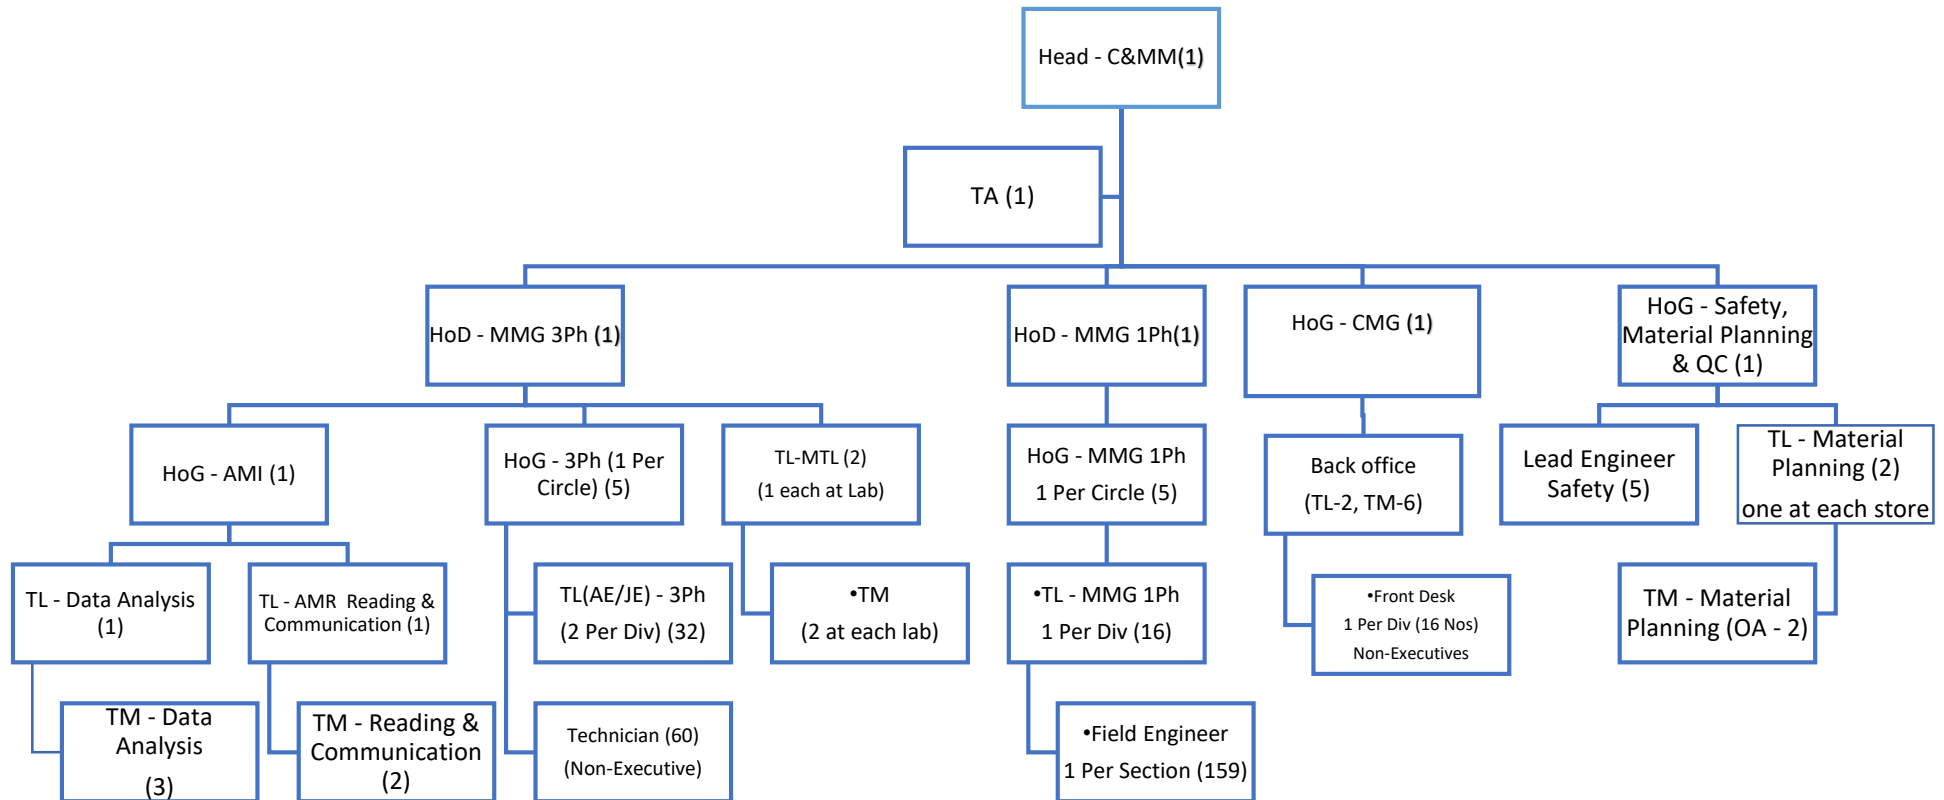 Head - C&MM(1)
TA (1)
HoD - MMG 3Ph (1)
HoD - MMG 1Ph(1)
HoG - CMG (1)
HoG - Safety,
Material Planning
& QC (1)
HoG - AMI (1)
HoG - 3Ph (1 Per
Circle) (5)
TL-MTL (2)
(1 each at Lab)
HoG - MMG 1Ph
1 Per Circle (5)
Back office
(TL-2, TM-6)
Lead Engineer
Safety (5)
TL - Material
Planning (2)
one at each store
TL - Data Analysis
(1)
TL - AMR  Reading &
Communication (1)
TL(AE/JE) - 3Ph
(2 Per Div) (32)
•TM
(2 at each lab)
•TL - MMG 1Ph
1 Per Div (16)
•Front Desk
1 Per Div (16 Nos)
Non-Executives
TM - Material
Planning (OA - 2)
TM - Data
Analysis
(3)
TM - Reading &
Communication
(2)
Technician (60)
(Non-Executive)
•Field Engineer
1 Per Section (159)